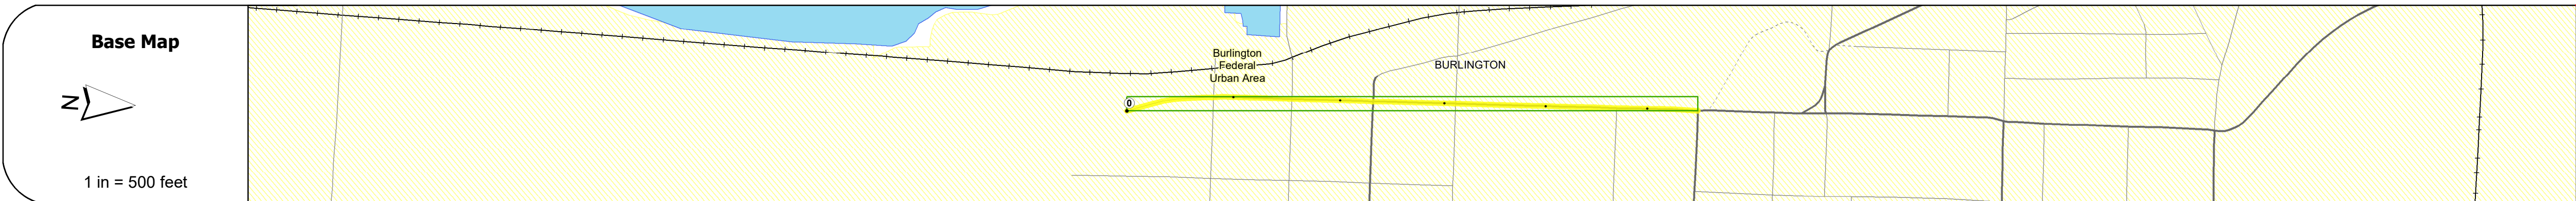 Base Map
N
1 in = 500 feet
0
Burlington
Federal
Urban Area
BURLINGTON